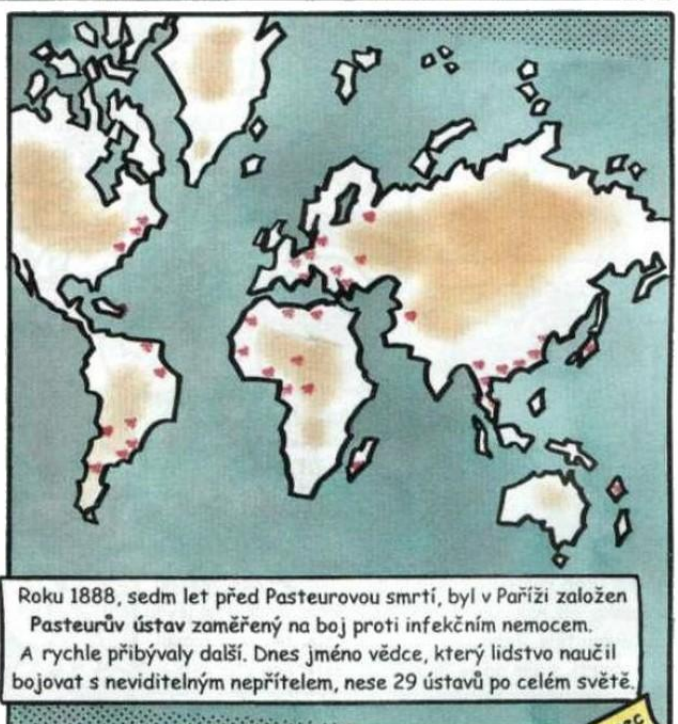 Roku 1888, sedm let před Pasteurovou smrtí, byl v Paříži založen
Pasteurův ústav zaměřený na boj proti infekčním nemocem.
A rychle přibývaly další. Dnes jméno vědce, který lidstvo naučil
bojovat s neviditelným nepřítelem, nese 29 ústavů po celém světě.